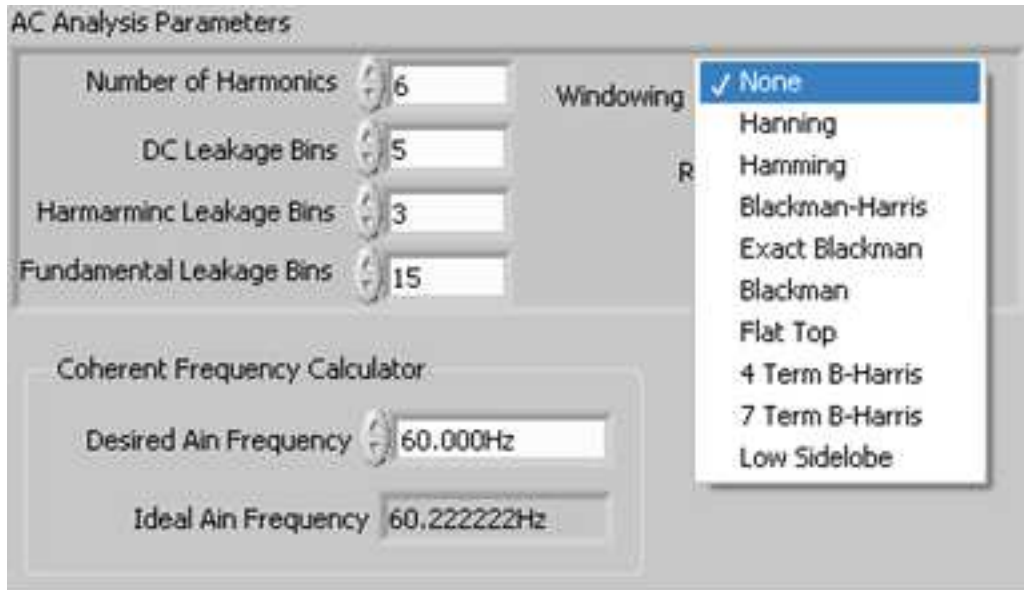 AC Analysis Parameters
Number of Harmonics 6
DC Leakage Bins 5
Harmarminc Leakage Bins 3
Fundamental Leakage Bins 15
Windowing
R
✓ None
Hanning
Hamming
Blackman-Harris
Exact Blackman
Blackman
Flat Top
4 Term B-Harris
7 Term B-Harris
Low Sidelobe
Coherent Frequency Calculator
Desired Ain Frequency 60.000Hz
Ideal Ain Frequency 60.222222Hz